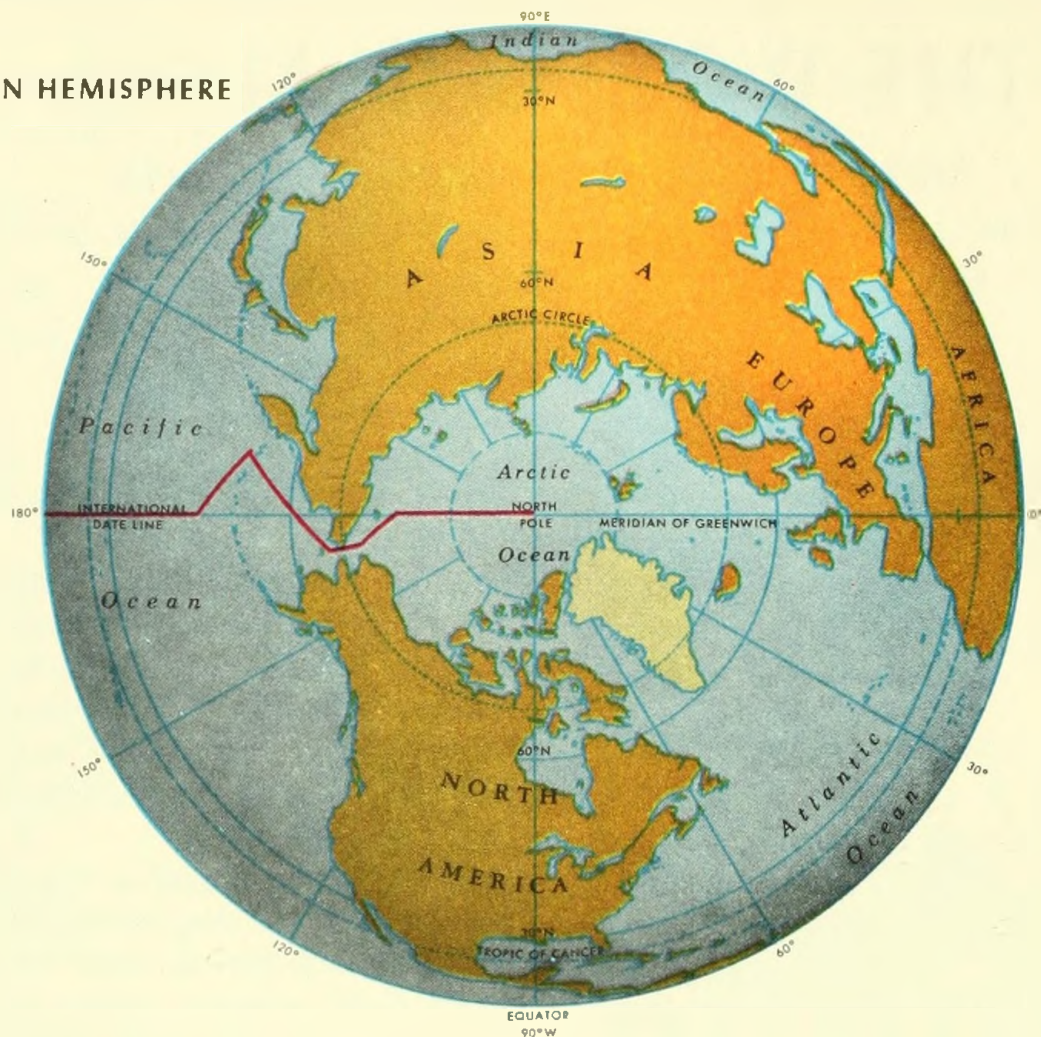 90°E
Indian
Ocean
N HEMISPHERE
120°
60°
30°N
150°
30°
A S I A
60°N
ARCTIC CIRCLE
EUROPE
AFRICA
Pacific
Arctic
180°
INTERNATIONAL
DATE LINE
NORTH
POLE
MERIDIAN OF GREENWICH
0°
Ocean
Ocean
60°N
150°
30°
NORTH
AMERICA
Atlantic
Ocean
30°N
TROPIC OF CANCER
120°
60°
EQUATOR
90°W